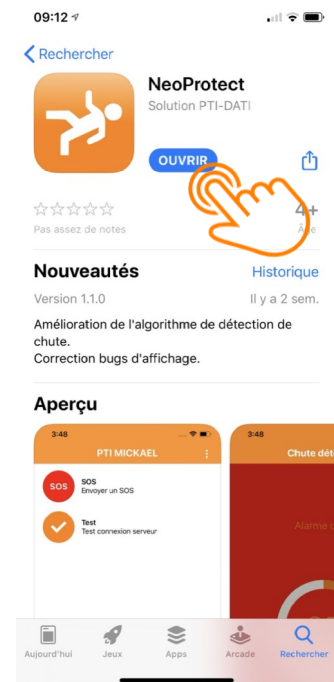 09:12
Rechercher
NeoProtect
Solution PTI-DATI
OUVRIR
4+
Pas assez de notes
Âge
Nouveautés
Historique
Version 1.1.0
Il y a 2 sem.
Amélioration de l'algorithme de détection de
chute.
Correction bugs d'affichage.
Aperçu
3:48
PTI MICKAEL
SOS
SOS
Envoyer un SOS
Test
Test connexion serveur
3:48
Chute dét
Alarme d
Aujourd'hui
Jeux
Apps
Arcade
Rechercher